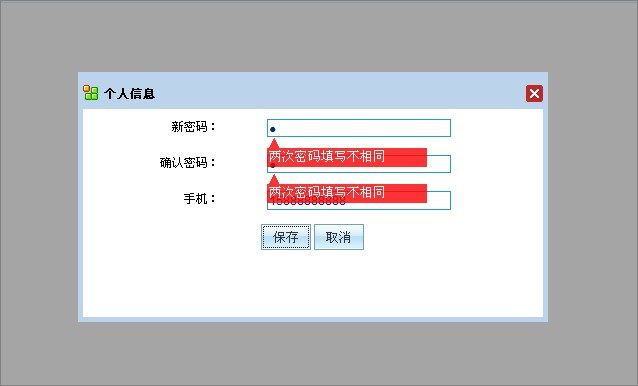 个人信息
新密码：
两次密码填写不相同
确认密码：
两次密码填写不相同
手机：
保存 取消